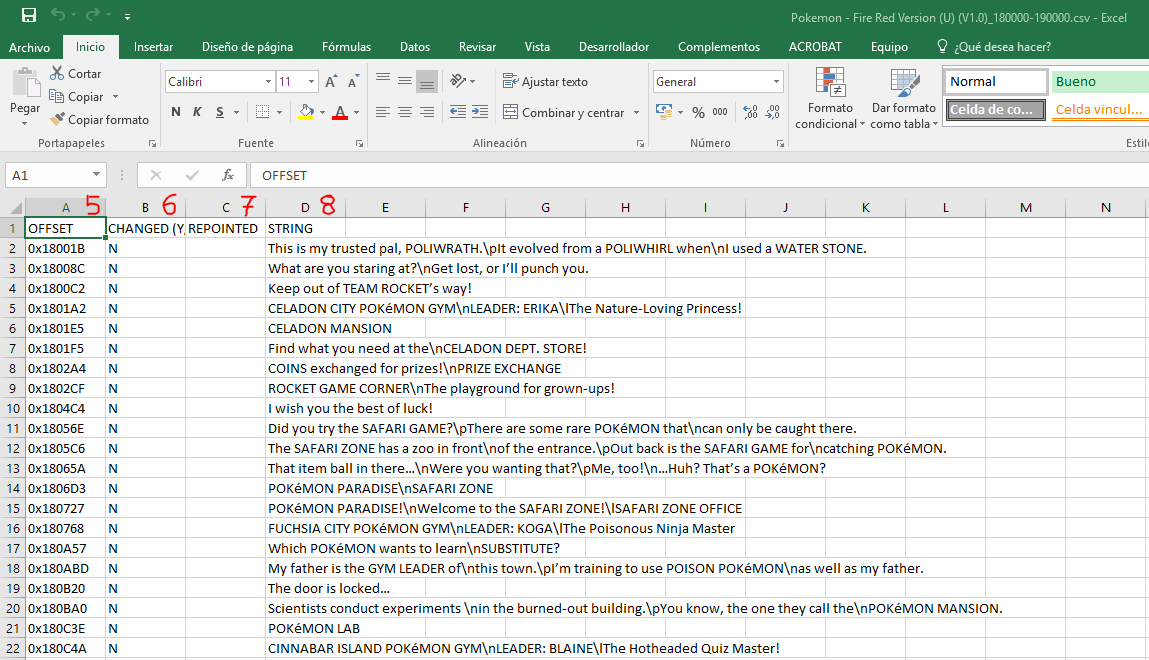 Pokemon - Fire Red Version (U) (V1.0)_180000-190000.csv - Excel
Archivo Inicio Insertar Diseño de página Fórmulas Datos Revisar Vista Desarrollador Complementos ACROBAT Equipo ¿Qué desea hacer?
Pegar
Cortar
Copiar
Copiar formato
Portapapeles
Calibri 11
N K S
Fuente
Ajustar texto
Combinar y centrar
Alineación
General
% 000
Número
Formato condicional
Dar formato como tabla
Normal Bueno
Celda de co... Celda vincul...
Estil
A1 fx OFFSET
A 5 B 6 C 7 D 8 E F G H I J K L M N
1 OFFSET CHANGED (Y, REPOINTED STRING
2 0x18001B N This is my trusted pal, POLIWRATH.\pIt evolved from a POLIWHIRL when\nI used a WATER STONE.
3 0x18008C N What are you staring at?\nGet lost, or I’ll punch you.
4 0x1800C2 N Keep out of TEAM ROCKET’s way!
5 0x1801A2 N CELADON CITY POKéMON GYM\nLEADER: ERIKA\lThe Nature-Loving Princess!
6 0x1801E5 N CELADON MANSION
7 0x1801F5 N Find what you need at the\nCELADON DEPT. STORE!
8 0x1802A4 N COINS exchanged for prizes!\nPRIZE EXCHANGE
9 0x1802CF N ROCKET GAME CORNER\nThe playground for grown-ups!
10 0x1804C4 N I wish you the best of luck!
11 0x18056E N Did you try the SAFARI GAME?\pThere are some rare POKéMON that\ncan only be caught there.
12 0x1805C6 N The SAFARI ZONE has a zoo in front\nof the entrance.\pOut back is the SAFARI GAME for\ncatching POKéMON.
13 0x18065A N That item ball in there…\nWere you wanting that?\pMe, too!\n…Huh? That’s a POKéMON?
14 0x1806D3 N POKéMON PARADISE\nSAFARI ZONE
15 0x180727 N POKéMON PARADISE!\nWelcome to the SAFARI ZONE!\lSAFARI ZONE OFFICE
16 0x180768 N FUCHSIA CITY POKéMON GYM\nLEADER: KOGA\lThe Poisonous Ninja Master
17 0x180A57 N Which POKéMON wants to learn\nSUBSTITUTE?
18 0x180ABD N My father is the GYM LEADER of\nthis town.\pI’m training to use POISON POKéMON\nas well as my father.
19 0x180B20 N The door is locked…
20 0x180BA0 N Scientists conduct experiments \nin the burned-out building.\pYou know, the one they call the\nPOKéMON MANSION.
21 0x180C3E N POKéMON LAB
22 0x180C4A N CINNABAR ISLAND POKéMON GYM\nLEADER: BLAINE\lThe Hotheaded Quiz Master!